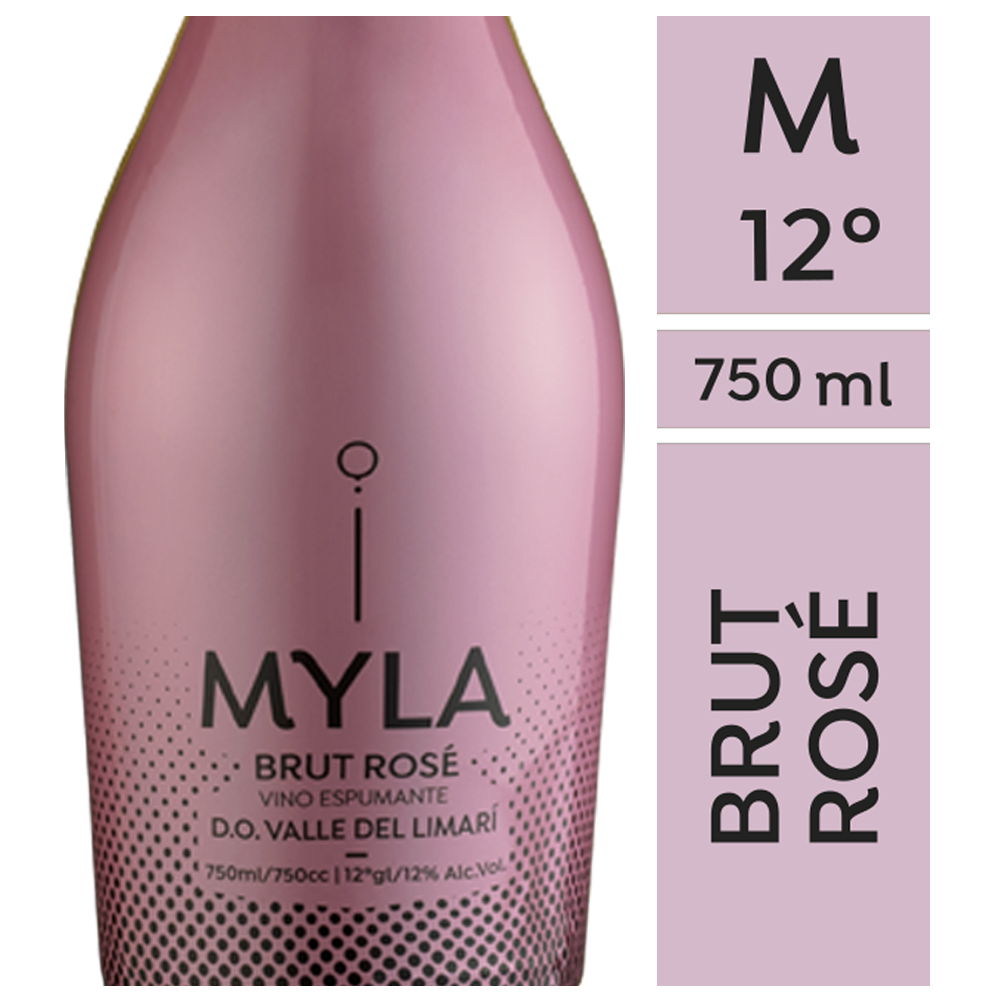 MYLA
BRUT ROSÉ
VINO ESPUMANTE
D.O. VALLE DEL LIMARÍ
750ml/750cc | 12°gl/12% Alc.Vol.
M
12°
750 ml
BRUT
ROSÉ